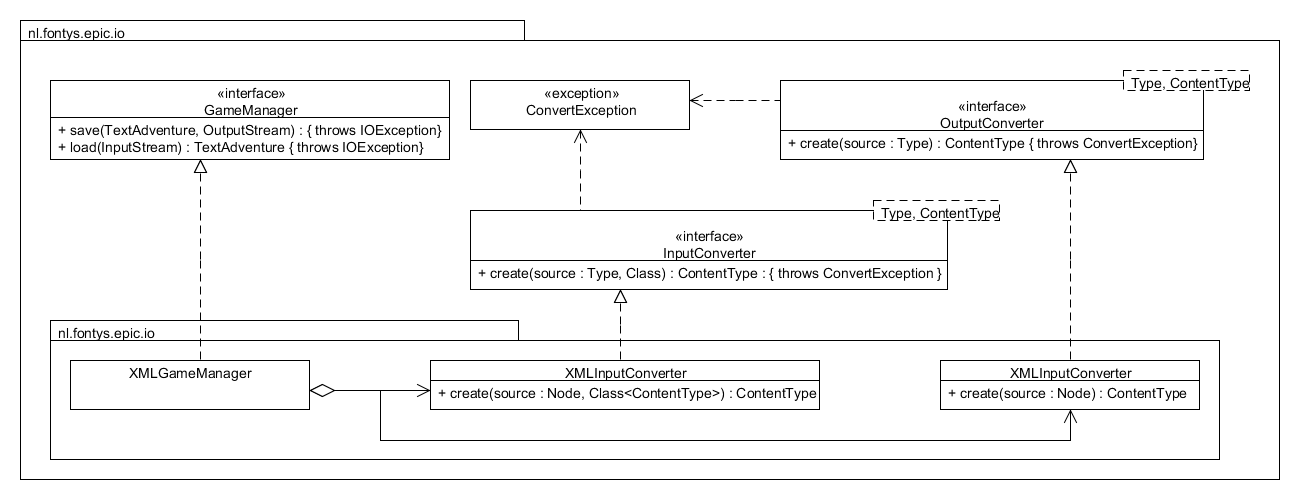 nl.fontys.epic.io
«interface»
GameManager
+ save(TextAdventure, OutputStream) : { throws IOException}
+ load(InputStream) : TextAdventure { throws IOException}
«exception»
ConvertException
Type, ContentType
«interface»
OutputConverter
+ create(source : Type) : ContentType { throws ConvertException}
Type, ContentType
«interface»
InputConverter
+ create(source : Type, Class) : ContentType : { throws ConvertException }
nl.fontys.epic.io
XMLGameManager
XMLInputConverter
+ create(source : Node, Class<ContentType>) : ContentType
XMLInputConverter
+ create(source : Node) : ContentType